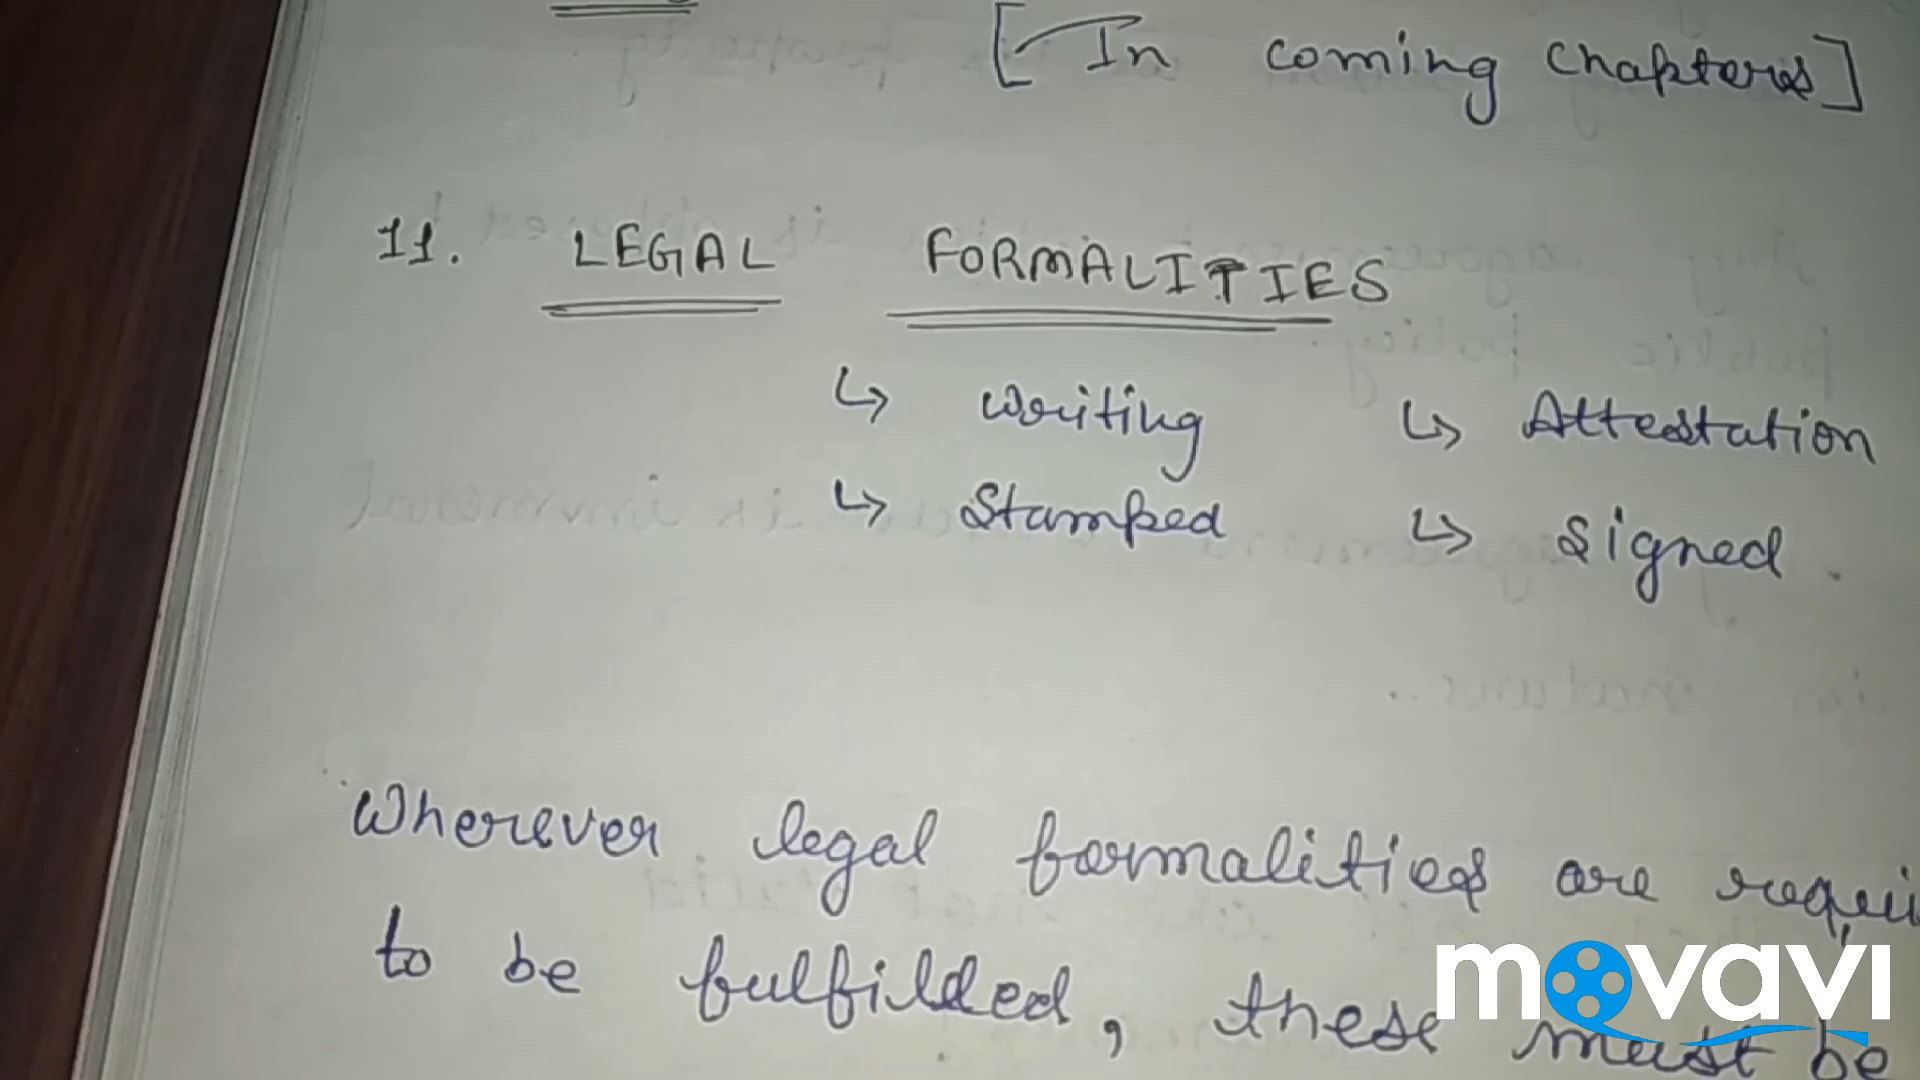 [In coming chapters]
11. LEGAL FORMALITIES
↳ Writing ↳ Attestation
↳ Stamped ↳ Signed.
Wherever legal formalities are requi
to be fulfilled, these must be
movavi